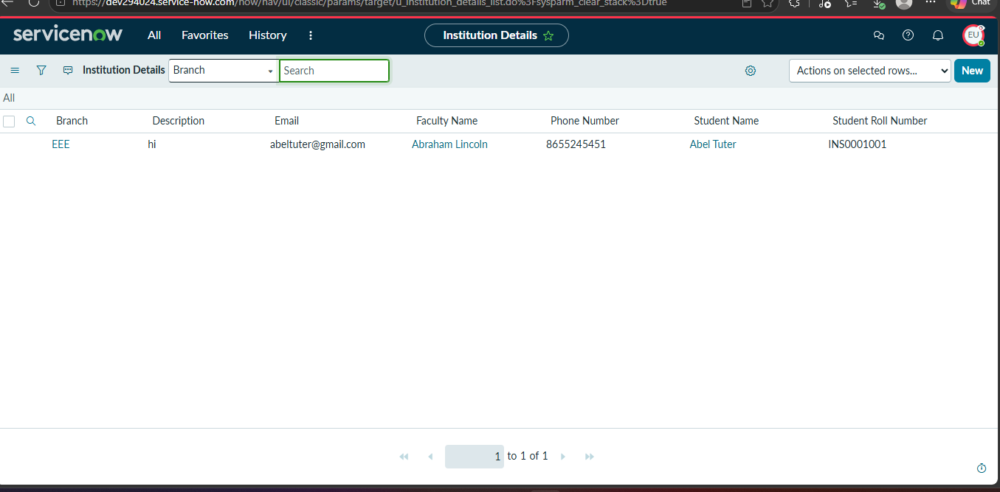 https://dev294024.service-now.com/now/nav/ui/classic/params/target/u_institution_details_list.do%3Fsysparm_clear_stack%3Dtrue
Chat
servicenow All Favorites History Institution Details EU
Institution Details Branch Search Actions on selected rows... New
All
Branch Description Email Faculty Name Phone Number Student Name Student Roll Number
EEE hi abeltuter@gmail.com Abraham Lincoln 8655245451 Abel Tuter INS0001001
1 to 1 of 1